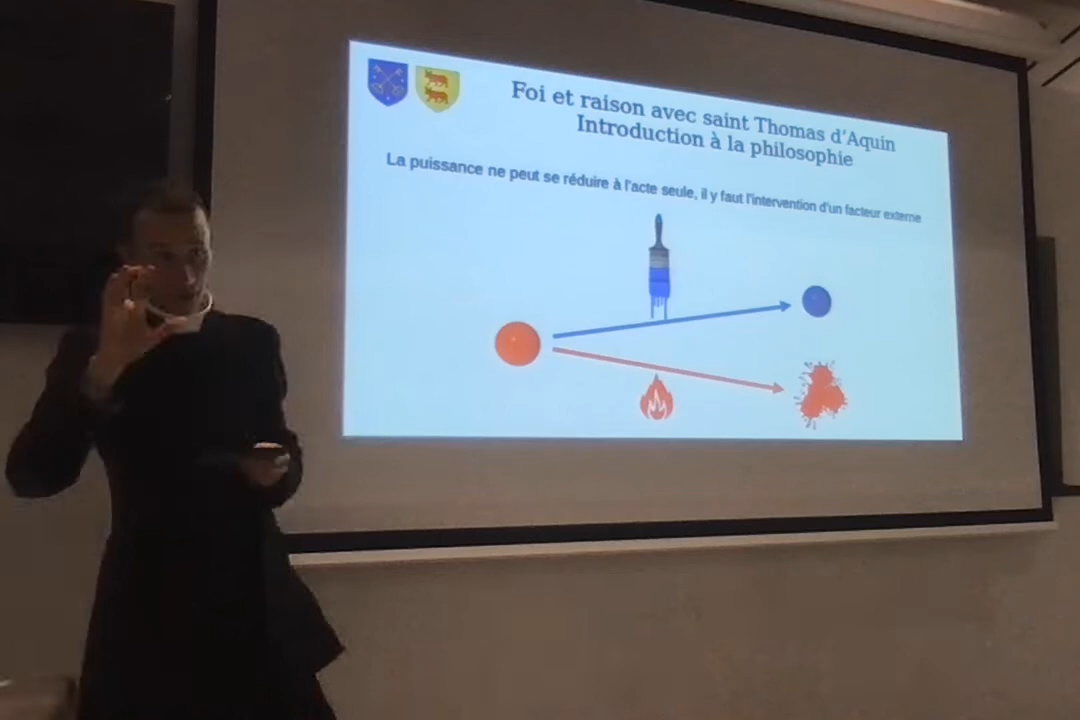 Foi et raison avec saint Thomas d'Aquin
Introduction à la philosophie
La puissance ne peut se réduire à l'acte seule, il y faut l'intervention d'un facteur externe